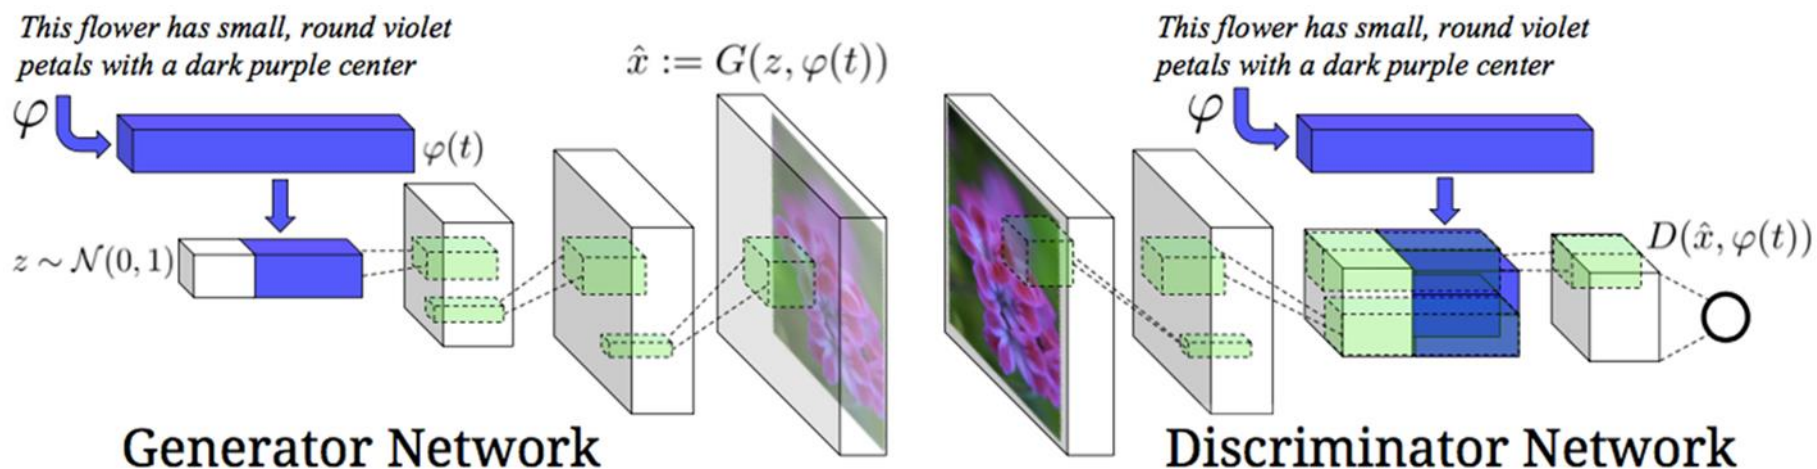 This flower has small, round violet
petals with a dark purple center
φ
φ(t)
z ~ N(0, 1)
x̂ := G(z, φ(t))
Generator Network
This flower has small, round violet
petals with a dark purple center
φ
D(x̂, φ(t))
Discriminator Network